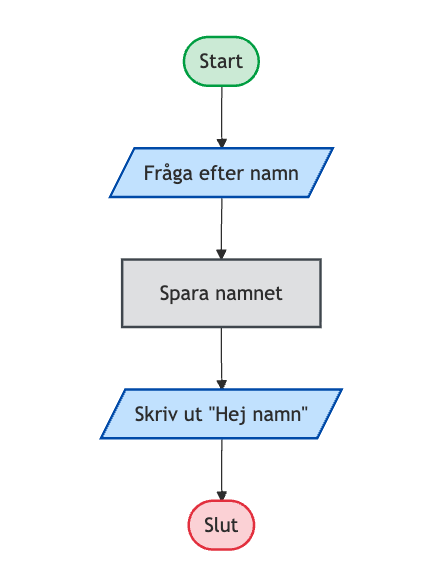 Start
Fråga efter namn
Spara namnet
Skriv ut "Hej namn"
Slut